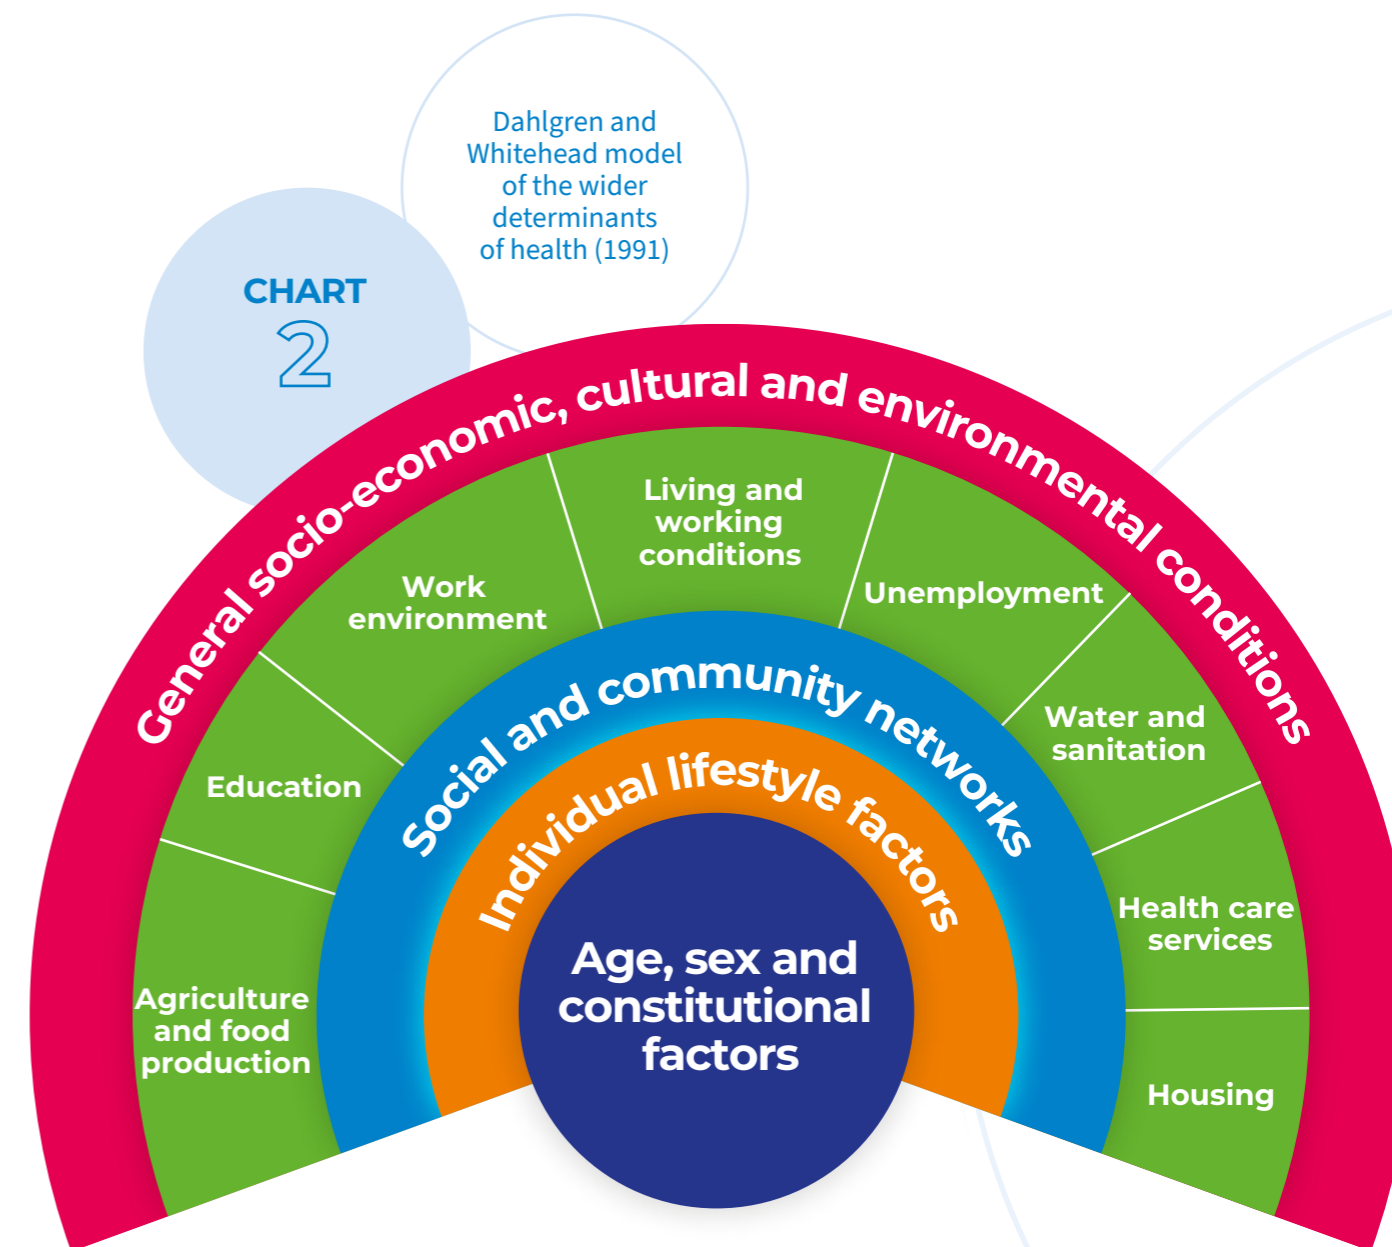 Dahlgren and
Whitehead model
of the wider
determinants
of health (1991)
CHART
2
General socio-economic, cultural and environmental conditions
Living and
working
conditions
Work
environment
Unemployment
Education
Water and
sanitation
Agriculture
and food
production
Health care
services
Housing
Social and community networks
Individual lifestyle factors
Age, sex and
constitutional
factors